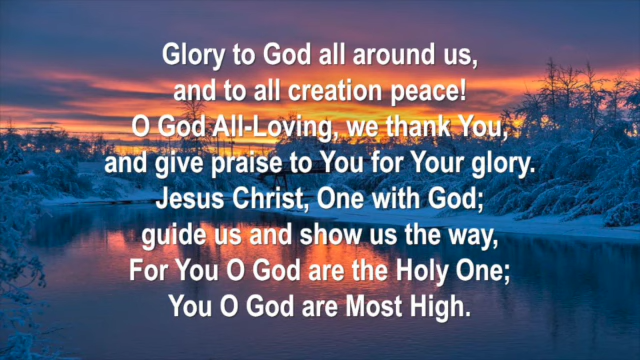 Glory to God all around us,
and to all creation peace!
O God All-Loving, we thank You,
and give praise to You for Your glory.
Jesus Christ, One with God;
guide us and show us the way,
For You O God are the Holy One;
You O God are Most High.